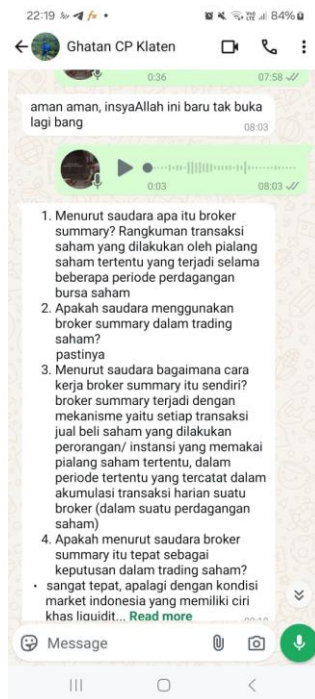 22:19
84%
Ghatan CP Klaten
0:36 07:58
aman aman, insyaAllah ini baru tak buka
lagi bang
08:03
0:03 08:03
1. Menurut saudara apa itu broker
summary? Rangkuman transaksi
saham yang dilakukan oleh pialang
saham tertentu yang terjadi selama
beberapa periode perdagangan
bursa saham
2. Apakah saudara menggunakan
broker summary dalam trading
saham?
pastinya
3. Menurut saudara bagaimana cara
kerja broker summary itu sendiri?
broker summary terjadi dengan
mekanisme yaitu setiap transaksi
jual beli saham yang dilakukan
perorangan/ instansi yang memakai
pialang saham tertentu, dalam
periode tertentu yang tercatat dalam
akumulasi transaksi harian suatu
broker (dalam suatu perdagangan
saham)
4. Apakah menurut saudara broker
summary itu tepat sebagai
keputusan dalam trading saham?
• sangat tepat, apalagi dengan kondisi
market indonesia yang memiliki ciri
khas liquidit... Read more
Message